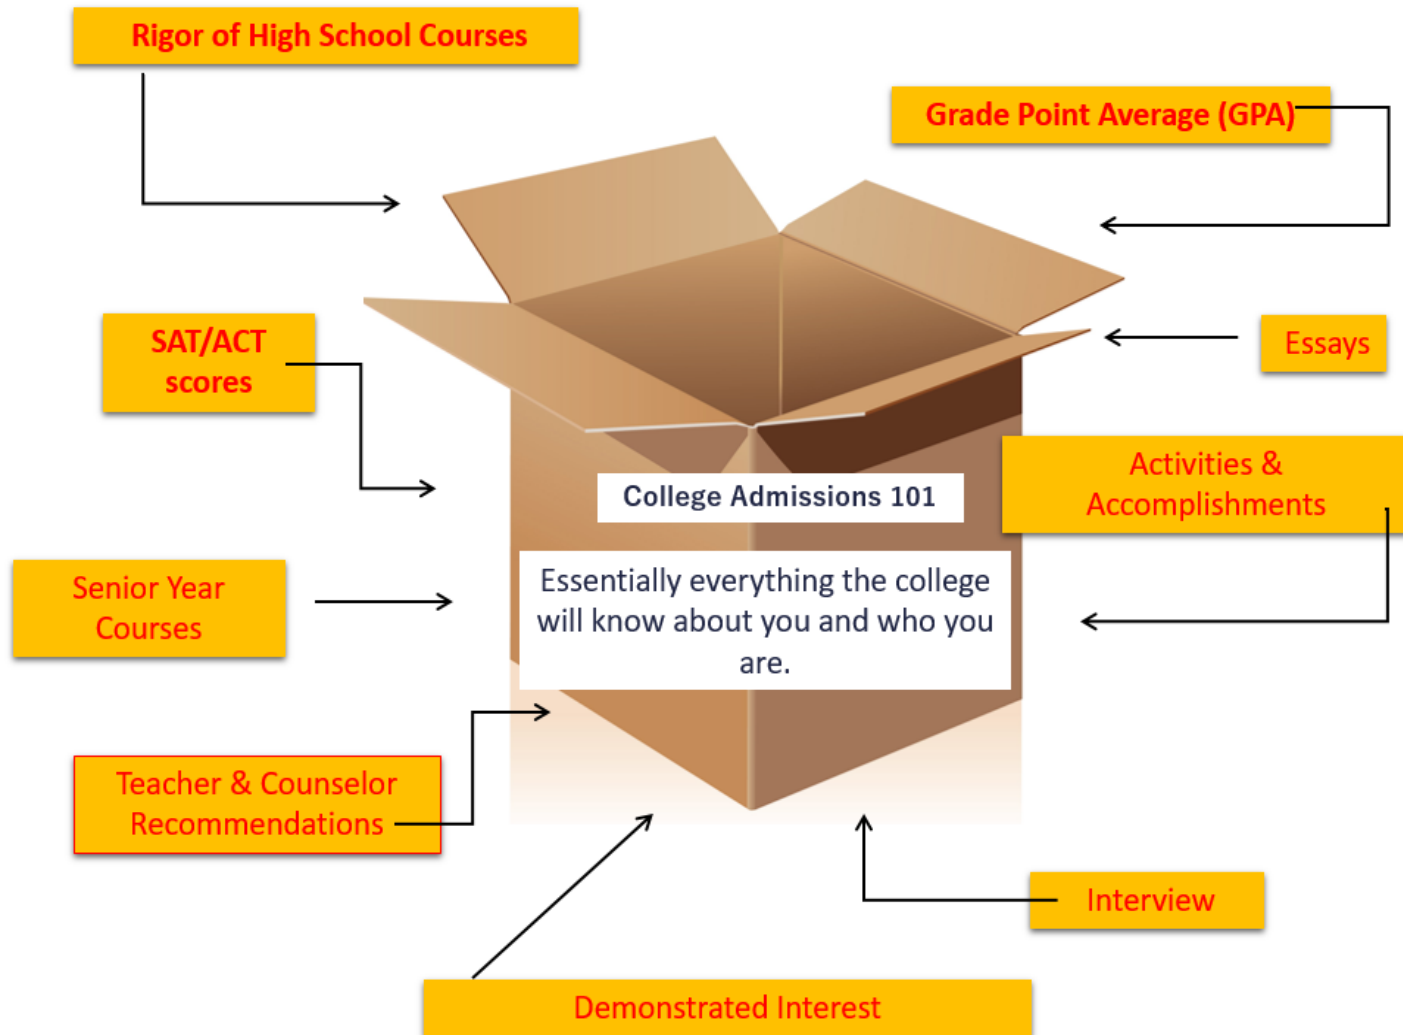 Rigor of High School Courses
Grade Point Average (GPA)
SAT/ACT
scores
Essays
College Admissions 101
Activities &
Accomplishments
Essentially everything the college
will know about you and who you
are.
Senior Year
Courses
Teacher & Counselor
Recommendations
Interview
Demonstrated Interest